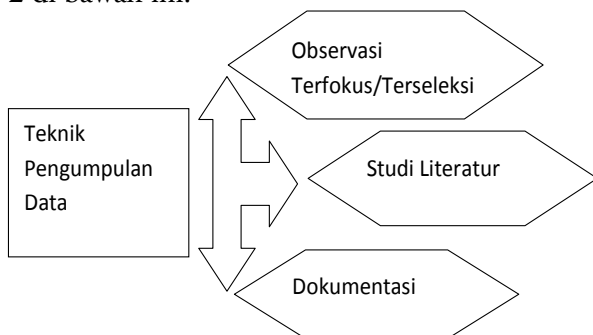 2 di bawah ini.
Observasi
Terfokus/Terseleksi
Teknik
Pengumpulan
Data
Studi Literatur
Dokumentasi